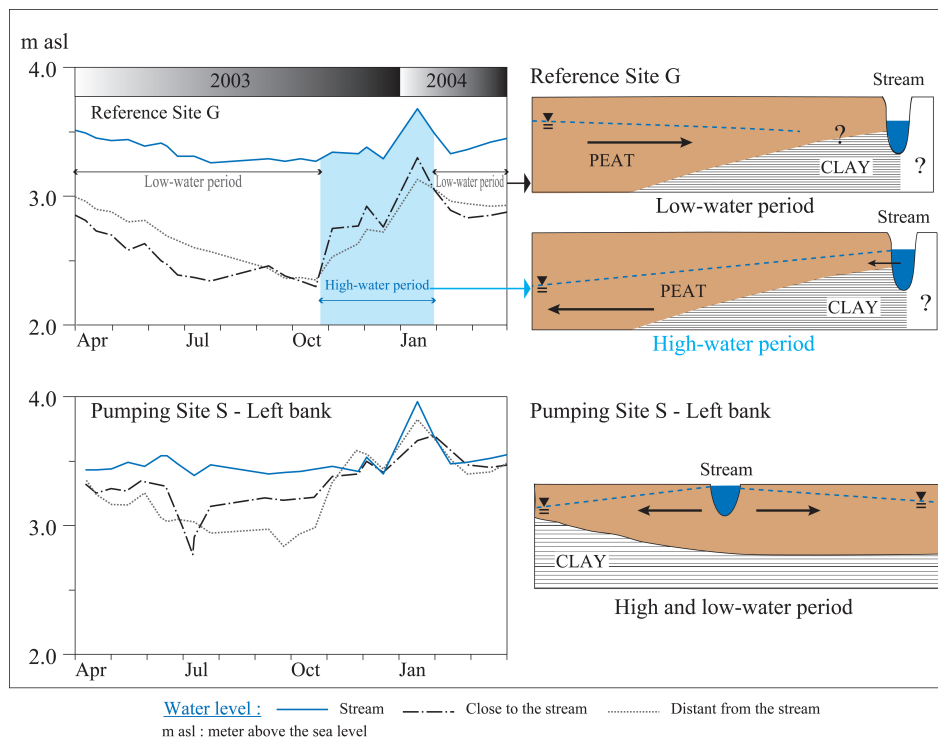 m asl
4.0
2003
2004
Reference Site G
3.0
Low-water period
Low-water period
High-water period
2.0
Apr
Jul
Oct
Jan
Reference Site G
Stream
?
PEAT
CLAY
?
Low-water period
Stream
PEAT
CLAY
?
High-water period
4.0
Pumping Site S - Left bank
3.0
2.0
Apr
Jul
Oct
Jan
Pumping Site S - Left bank
Stream
CLAY
High and low-water period
Water level : Stream Close to the stream Distant from the stream
m asl : meter above the sea level